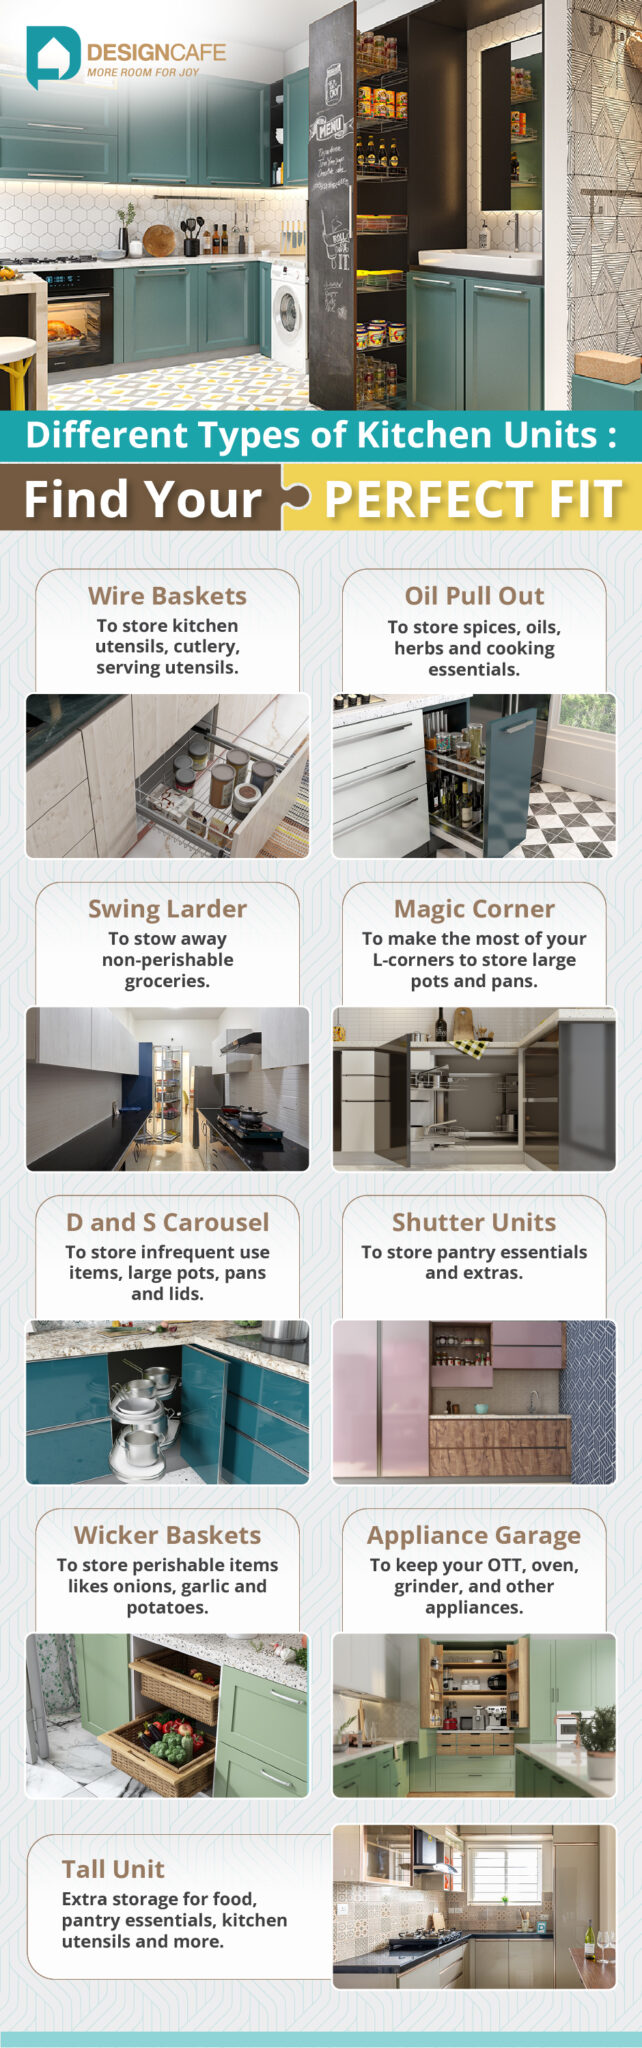 DESIGNCAFE
MORE ROOM FOR JOY
MENU
Different Types of Kitchen Units :
Find Your PERFECT FIT
Wire Baskets
To store kitchen
utensils, cutlery,
serving utensils.
Oil Pull Out
To store spices, oils,
herbs and cooking
essentials.
Swing Larder
To stow away
non-perishable
groceries.
Magic Corner
To make the most of your
L-corners to store large
pots and pans.
D and S Carousel
To store infrequent use
items, large pots, pans
and lids.
Shutter Units
To store pantry essentials
and extras.
Wicker Baskets
To store perishable items
likes onions, garlic and
potatoes.
Appliance Garage
To keep your OTT, oven,
grinder, and other
appliances.
Tall Unit
Extra storage for food,
pantry essentials, kitchen
utensils and more.